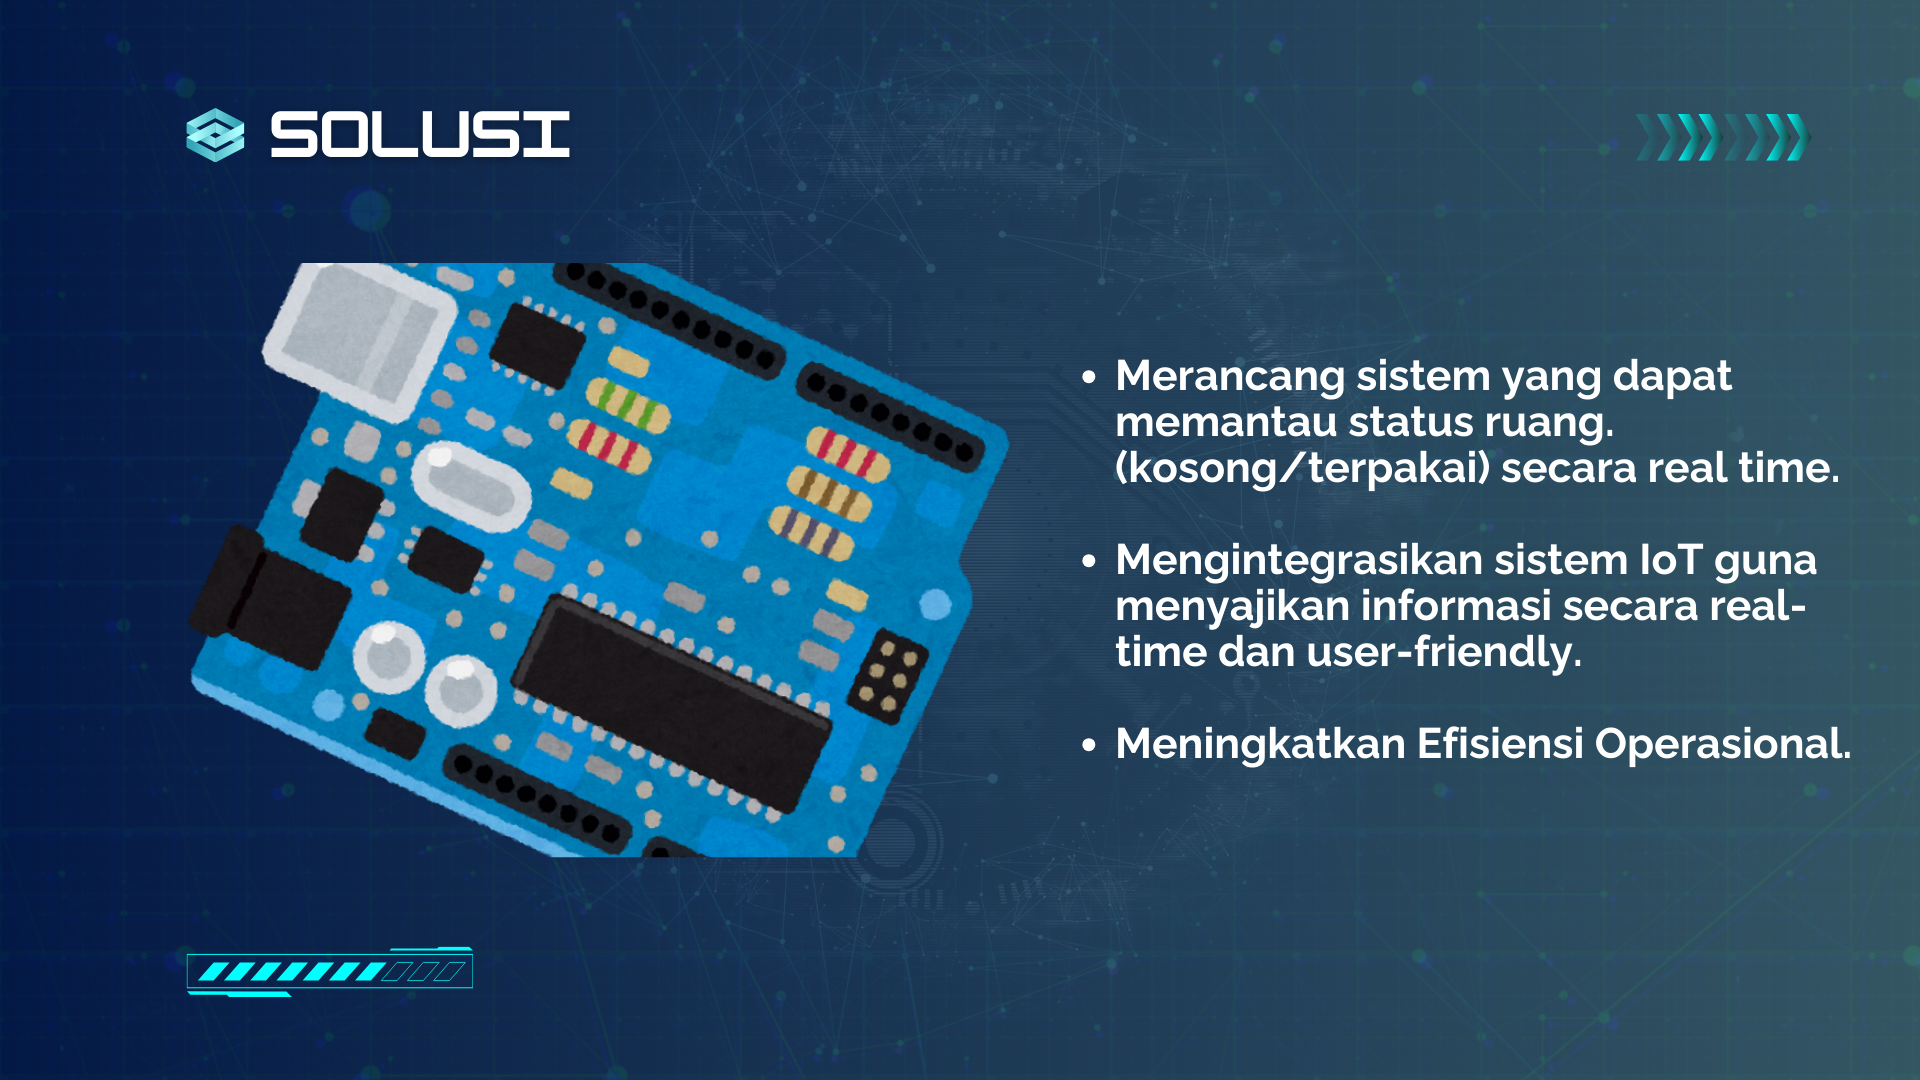 SOLUSI
• Merancang sistem yang dapat
memantau status ruang.
(kosong/terpakai) secara real time.
• Mengintegrasikan sistem IoT guna
menyajikan informasi secara real-
time dan user-friendly.
• Meningkatkan Efisiensi Operasional.